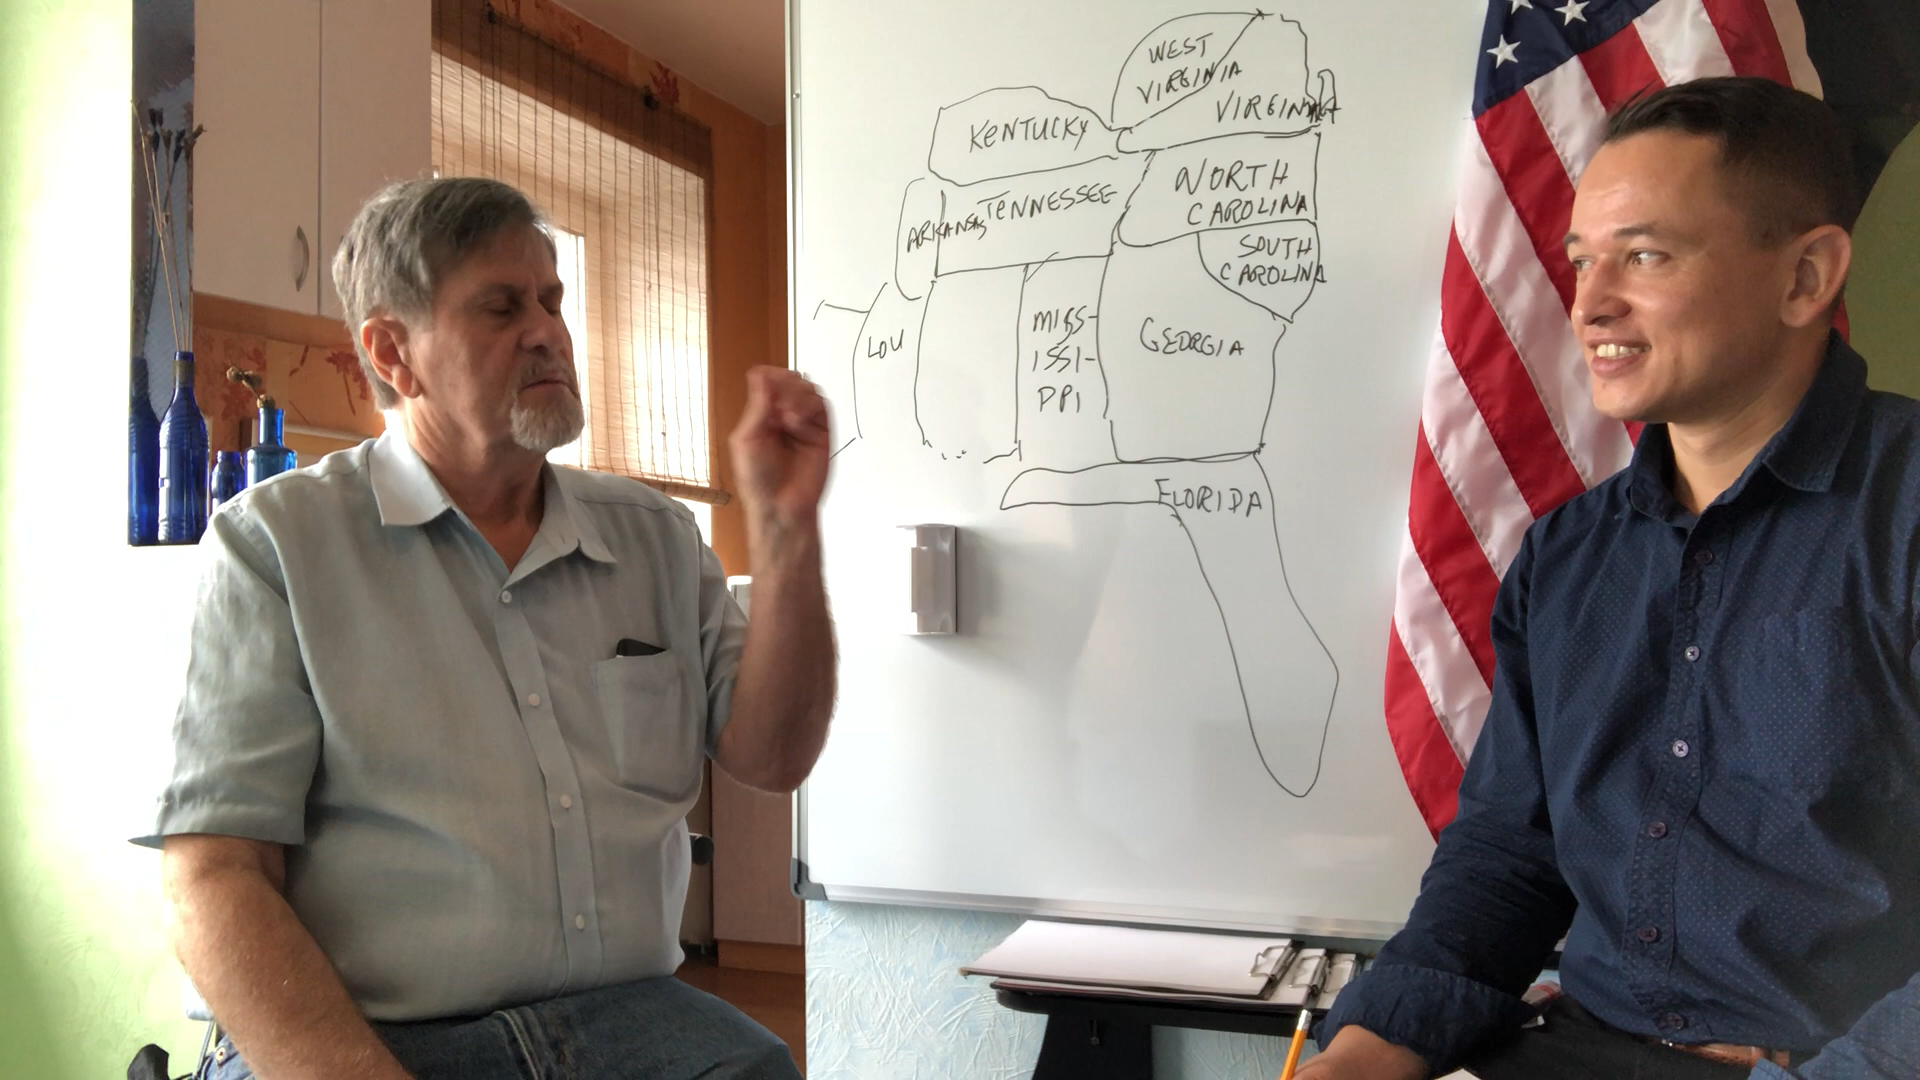 WEST
VIRGINIA
VIRGINIA
KENTUCKY
NORTH
CAROLINA
TENNESSEE
ARKANSAS
SOUTH
CAROLINA
MISS-
ISSI-
PPI
GEORGIA
LOU
FLORIDA